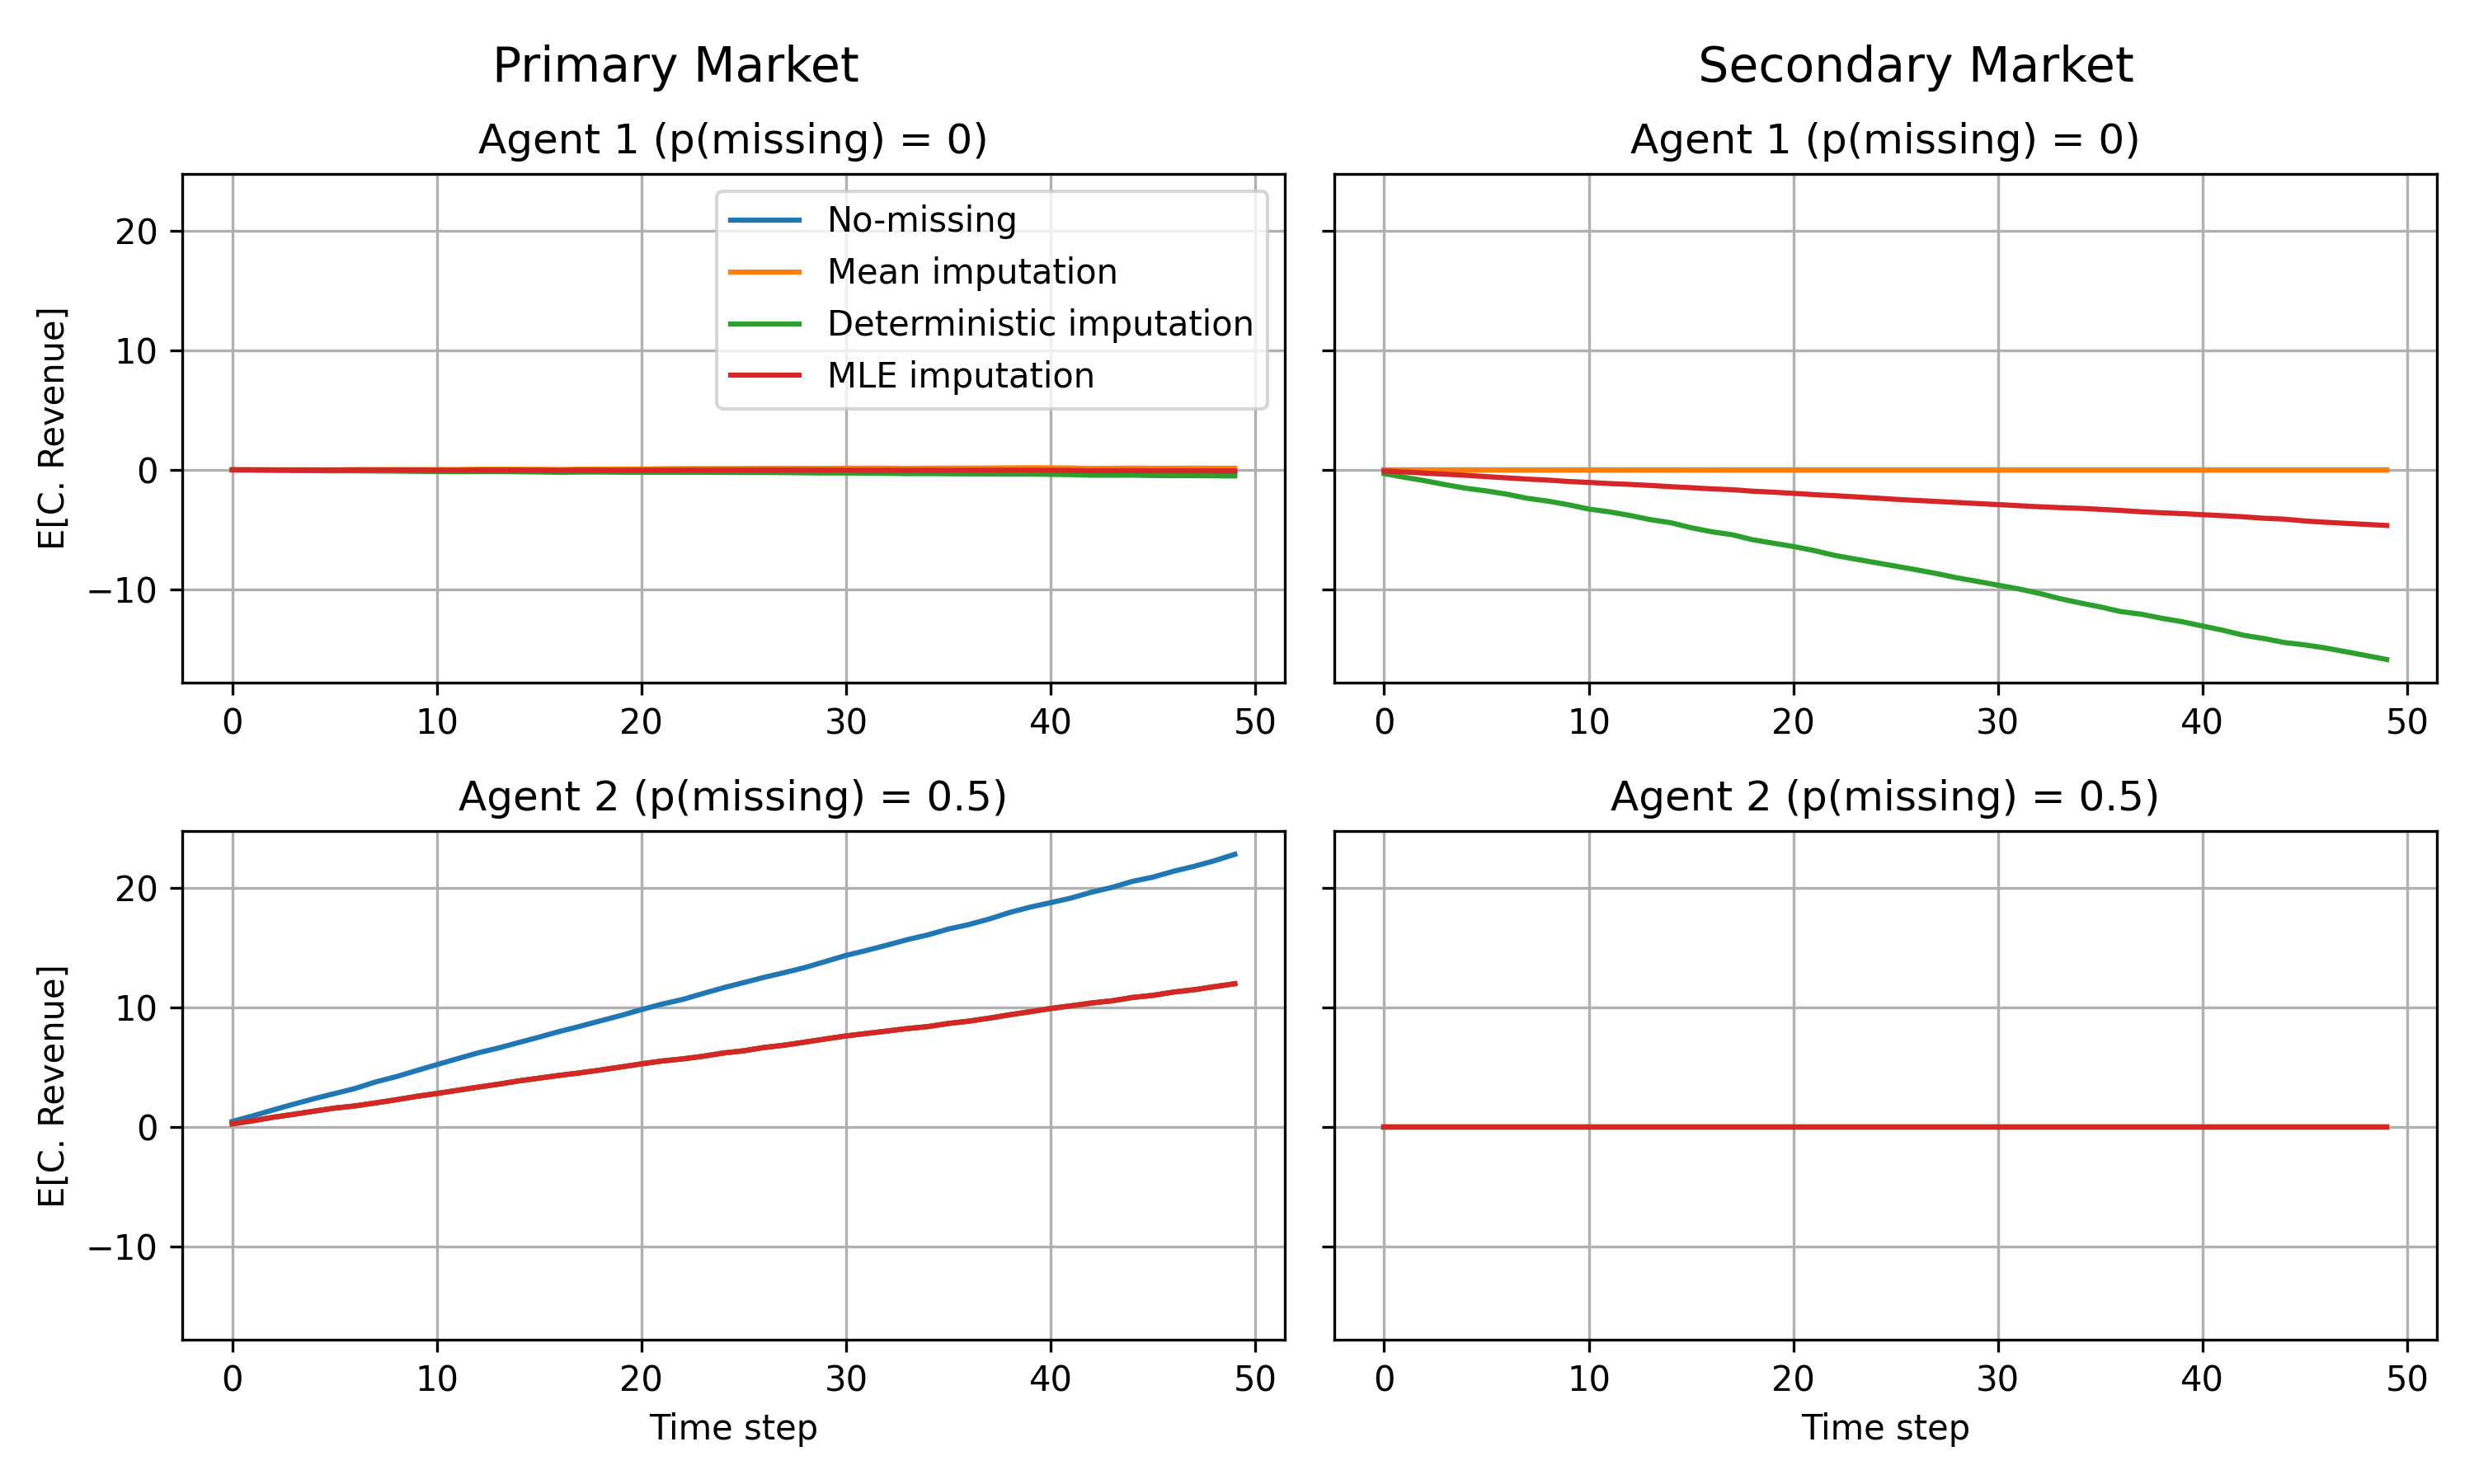 Primary Market
Secondary Market
Agent 1 (p(missing) = 0)
Agent 1 (p(missing) = 0)
E[C. Revenue]
20
10
0
−10
No-missing
Mean imputation
Deterministic imputation
MLE imputation
0 10 20 30 40 50
0 10 20 30 40 50
Agent 2 (p(missing) = 0.5)
Agent 2 (p(missing) = 0.5)
E[C. Revenue]
20
10
0
−10
0 10 20 30 40 50
0 10 20 30 40 50
Time step
Time step